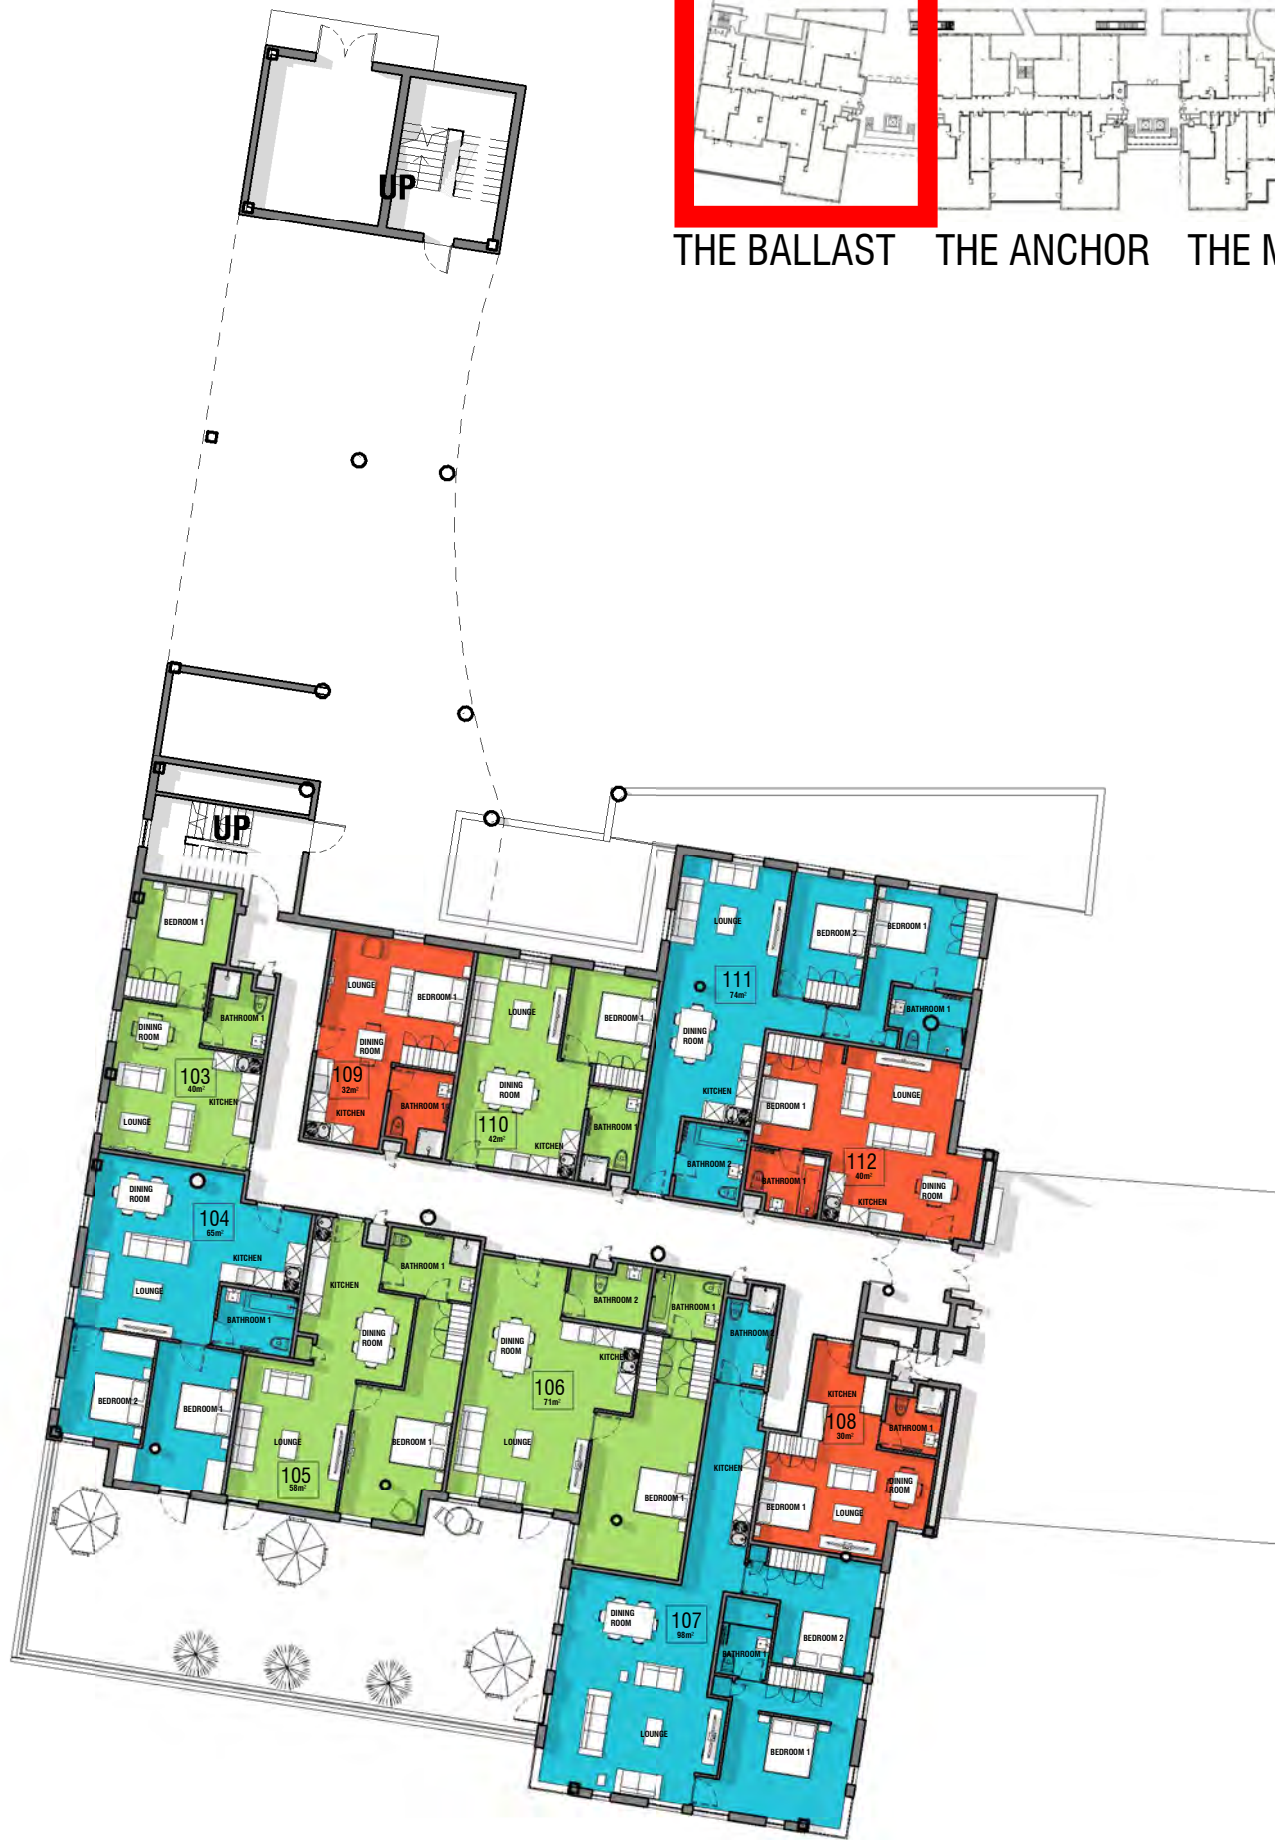 UP
THE BALLAST
THE ANCHOR
THE M
UP
BEDROOM 1
BATHROOM 1
DINING
ROOM
103
40m²
KITCHEN
LOUNGE
LOUNGE
BEDROOM 1
DINING
ROOM
109
32m²
BATHROOM 1
KITCHEN
LOUNGE
BEDROOM 1
DINING
ROOM
110
42m²
KITCHEN
BATHROOM 1
LOUNGE
BEDROOM 2
BEDROOM 1
111
74m²
BATHROOM 1
DINING
ROOM
KITCHEN
BATHROOM 2
BEDROOM 1
LOUNGE
112
40m²
BATHROOM 1
KITCHEN
DINING
ROOM
DINING
ROOM
104
65m²
KITCHEN
LOUNGE
BATHROOM 1
BEDROOM 2
BEDROOM 1
KITCHEN
BATHROOM 1
DINING
ROOM
LOUNGE
BEDROOM 1
105
58m²
BATHROOM 2
BATHROOM 1
DINING
ROOM
KITCHEN
106
71m²
LOUNGE
BEDROOM 1
BATHROOM 2
KITCHEN
DINING
ROOM
107
98m²
BATHROOM 1
BEDROOM 2
LOUNGE
BEDROOM 1
KITCHEN
108
30m²
BATHROOM 1
DINING
ROOM
BEDROOM 1
LOUNGE